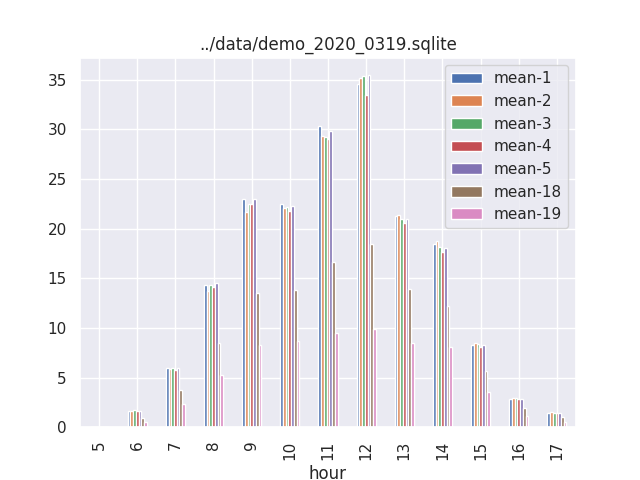 ../data/demo_2020_0319.sqlite
mean-1
mean-2
mean-3
mean-4
mean-5
mean-18
mean-19
35
30
25
20
15
10
5
0
5 6 7 8 9 10 11 12 13 14 15 16 17
hour